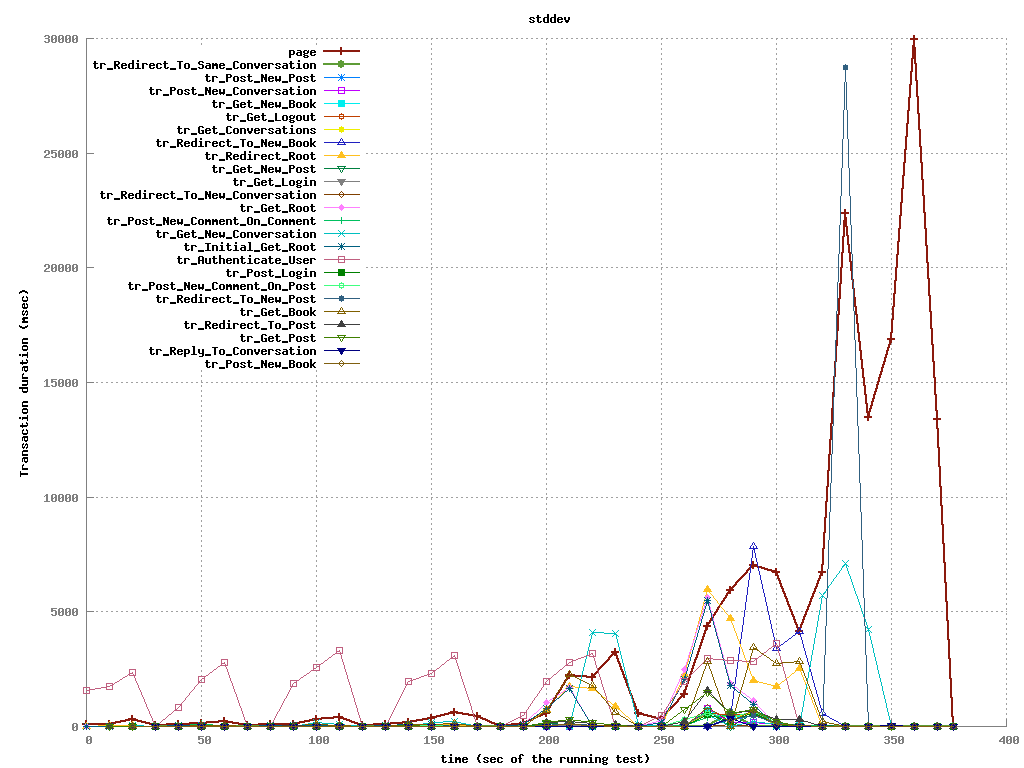 stddev
30000
25000
20000
15000
10000
5000
0
Transaction duration (msec)
page
tr_Redirect_To_Same_Conversation
tr_Post_New_Post
tr_Post_New_Conversation
tr_Get_New_Book
tr_Get_Logout
tr_Get_Conversations
tr_Redirect_To_New_Book
tr_Redirect_Root
tr_Get_New_Post
tr_Get_Login
tr_Redirect_To_New_Conversation
tr_Get_Root
tr_Post_New_Comment_On_Comment
tr_Get_New_Conversation
tr_Initial_Get_Root
tr_Authenticate_User
tr_Post_Login
tr_Post_New_Comment_On_Post
tr_Redirect_To_New_Post
tr_Get_Book
tr_Redirect_To_Post
tr_Get_Post
tr_Reply_To_Conversation
tr_Post_New_Book
0 50 100 150 200 250 300 350 400
time (sec of the running test)